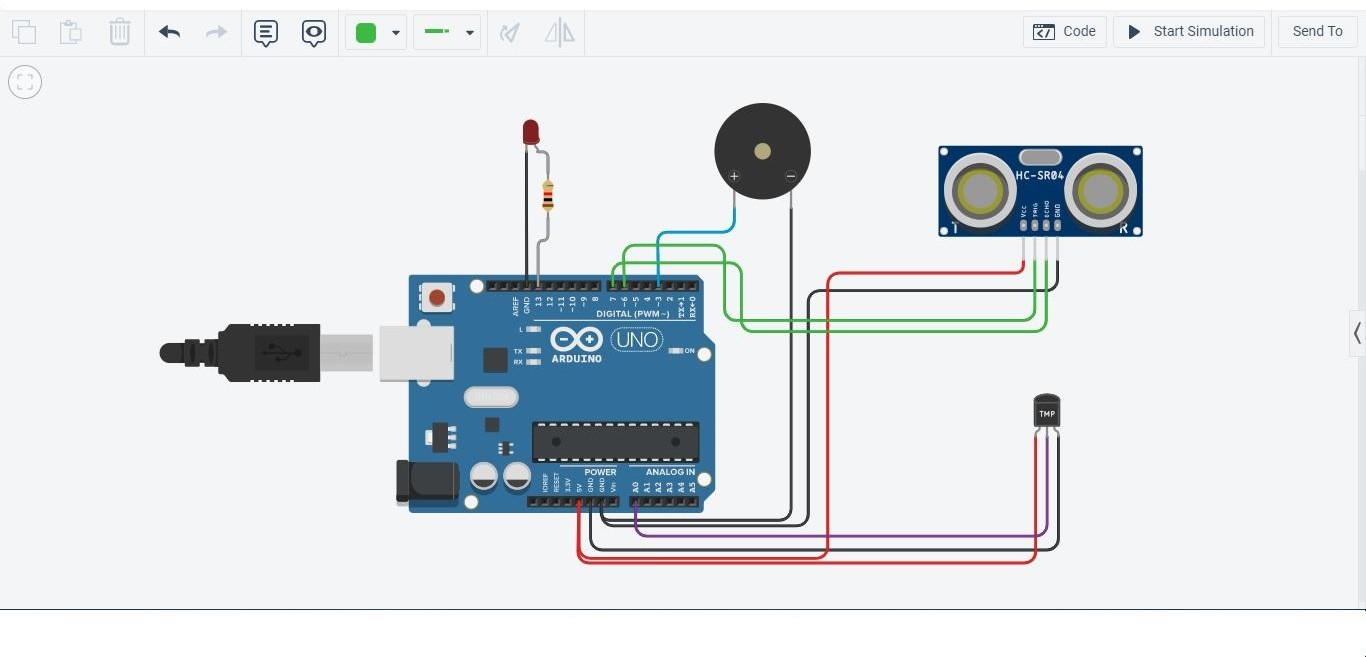 Code
Start Simulation
Send To
+
−
HC-SR04
VCC
TRIG
ECHO
GND
T
R
AREF
GND
13
12
~11
~10
~9
8
7
~6
~5
4
~3
2
TX→1
RX←0
DIGITAL (PWM~)
L
TX
RX
ARDUINO
UNO
ON
TMP
POWER
ANALOG IN
IOREF
RESET
3.3V
5V
GND
GND
Vin
A0
A1
A2
A3
A4
A5